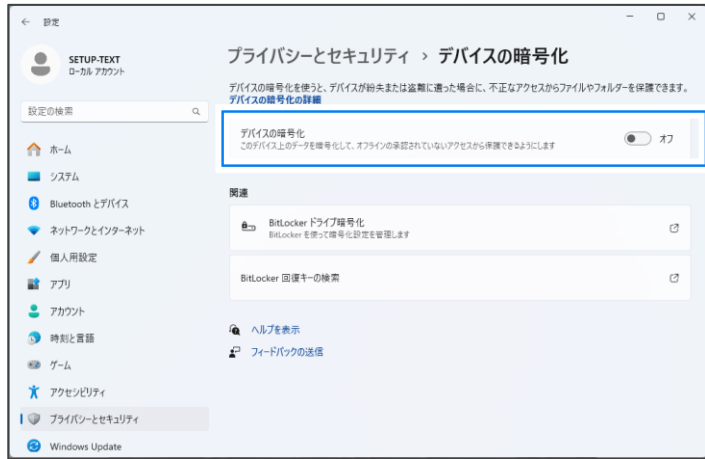 設定
SETUP-TEXT
ローカル アカウント
設定の検索
ホーム
システム
Bluetooth とデバイス
ネットワークとインターネット
個人用設定
アプリ
アカウント
時刻と言語
ゲーム
アクセシビリティ
プライバシーとセキュリティ
Windows Update
プライバシーとセキュリティ › デバイスの暗号化
デバイスの暗号化を使うと、デバイスが紛失または盗難に遭った場合に、不正なアクセスからファイルやフォルダーを保護できます。
デバイスの暗号化の詳細
デバイスの暗号化
このデバイス上のデータを暗号化して、オフラインの承認されていないアクセスから保護できるようにします
オフ
関連
BitLocker ドライブ暗号化
BitLocker を使って暗号化設定を管理します
BitLocker 回復キーの検索
ヘルプを表示
フィードバックの送信